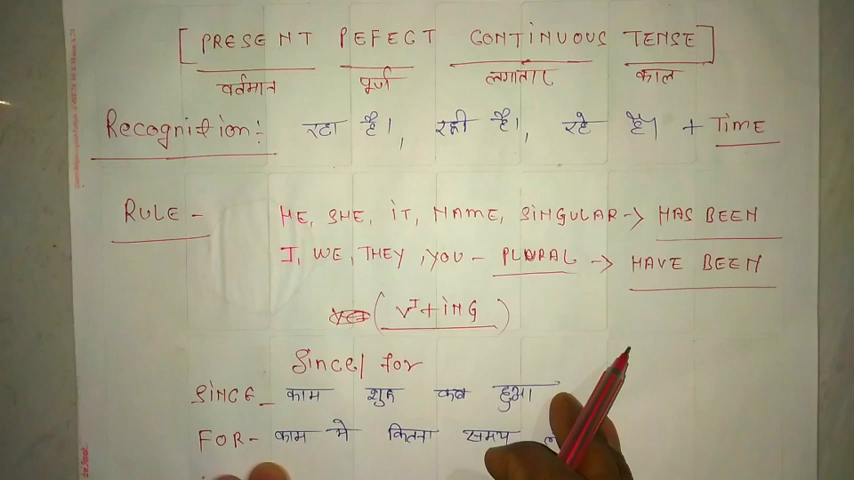 [ PRESENT PEFECT CONTINUOUS TENSE ]
वर्तमान पूर्ण लगातार काल
Recognition: रहा है।, रही है।, रहे है। + TIME
RULE - HE, SHE, IT, NAME, SINGULAR -> HAS BEEN
I, WE, THEY, YOU - PLURAL -> HAVE BEEN
(V I + ING)
Since/for
SINCE - काम शुरू कब हुआ
FOR - काम मे कितना समय